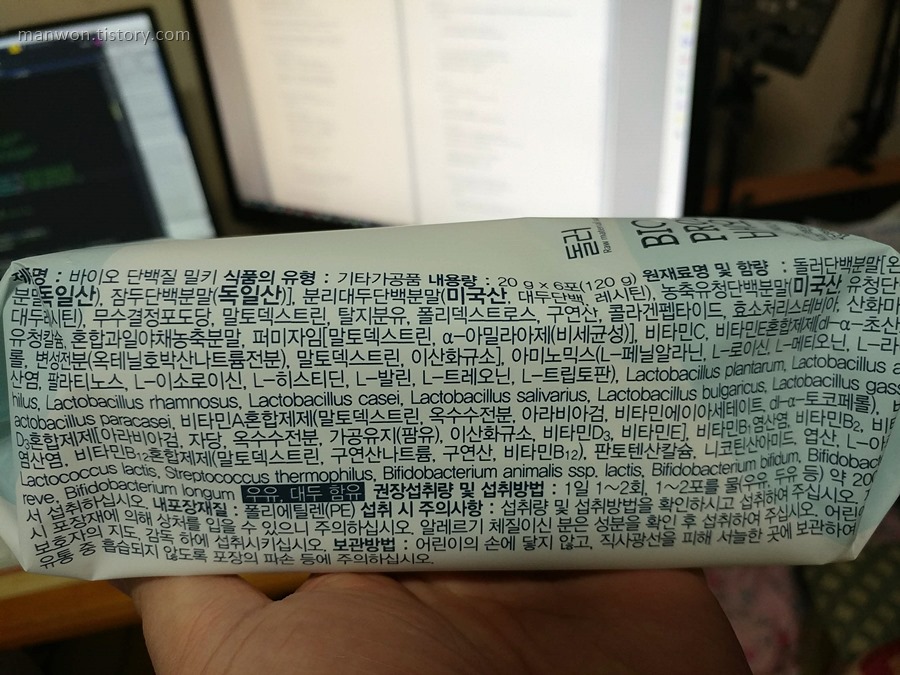 manwon.tistory.com
둘러
Raw material
BIO
PRO
제품명 : 바이오 단백질 밀키 식품의 유형 : 기타가공품 내용량 : 20 g x 6포(120 g) 원재료명 및 함량 : 돌러단백분말[
분말(독일산), 잠두단백분말(독일산)], 분리대두단백분말(미국산, 대두단백, 레시틴), 농축유청단백분말(미국산 유청단
대두레시틴), 무수결정포도당, 말토덱스트린, 탈지분유, 폴리덱스트로스, 구연산, 콜라겐펩타이드, 효소처리스테비아, 산화마
유청칼슘, 혼합과일야채농축분말, 퍼미자임[말토덱스트린, α-아밀라아제(비세균성)], 비타민C, 비타민E혼합제제[dl-α-초산
롤, 변성전분(옥테닐호박산나트륨전분), 말토덱스트린, 이산화규소], 아미노믹스(L-페닐알라닌, L-로이신, L-메티오닌, L-라
산염, 팔라티노스, L-이소로이신, L-히스티딘, L-발린, L-트레오닌, L-트립토판), Lactobacillus plantarum, Lactobacillus a
hilus, Lactobacillus rhamnosus, Lactobacillus casei, Lactobacillus salivarius, Lactobacillus bulgaricus, Lactobacillus gass
actobacillus paracasei, 비타민A혼합제제(말토덱스트린, 옥수수전분, 아라비아검, 비타민에이아세테이트, dl-α-토코페롤),
D₃혼합제제[아라비아검, 자당, 옥수수전분, 가공유지(팜유), 이산화규소, 비타민D₃, 비타민E], 비타민B₁염산염, 비타민B₂,
염산염, 비타민B₁₂혼합제제(말토덱스트린, 구연산나트륨, 구연산, 비타민B₁₂), 판토텐산칼슘, 니코틴산아미드, 엽산, L-아
Lactococcus lactis, Streptococcus thermophilus, Bifidobacterium animalis ssp. lactis, Bifidobacterium bifidum, Bifidobact
reve, Bifidobacterium longum 우유, 대두 함유 권장섭취량 및 섭취방법 : 1일 1~2회, 1~2포를 물(우유, 두유 등) 약 200
서 섭취하십시오. 내포장재질 : 폴리에틸렌(PE) 섭취 시 주의사항 : 섭취량 및 섭취방법을 확인하시고 섭취하여 주십시오.
시 포장재에 의해 상처를 입을 수 있으니 주의하십시오. 알레르기 체질이신 분은 성분을 확인 후 섭취하여 주십시오. 어린이
보호자의 지도, 감독 하에 섭취시키십시오. 보관방법 : 어린이의 손에 닿지 않고, 직사광선을 피해 서늘한 곳에 보관하여
유통 중 흡습되지 않도록 포장의 파손 등에 주의하십시오.